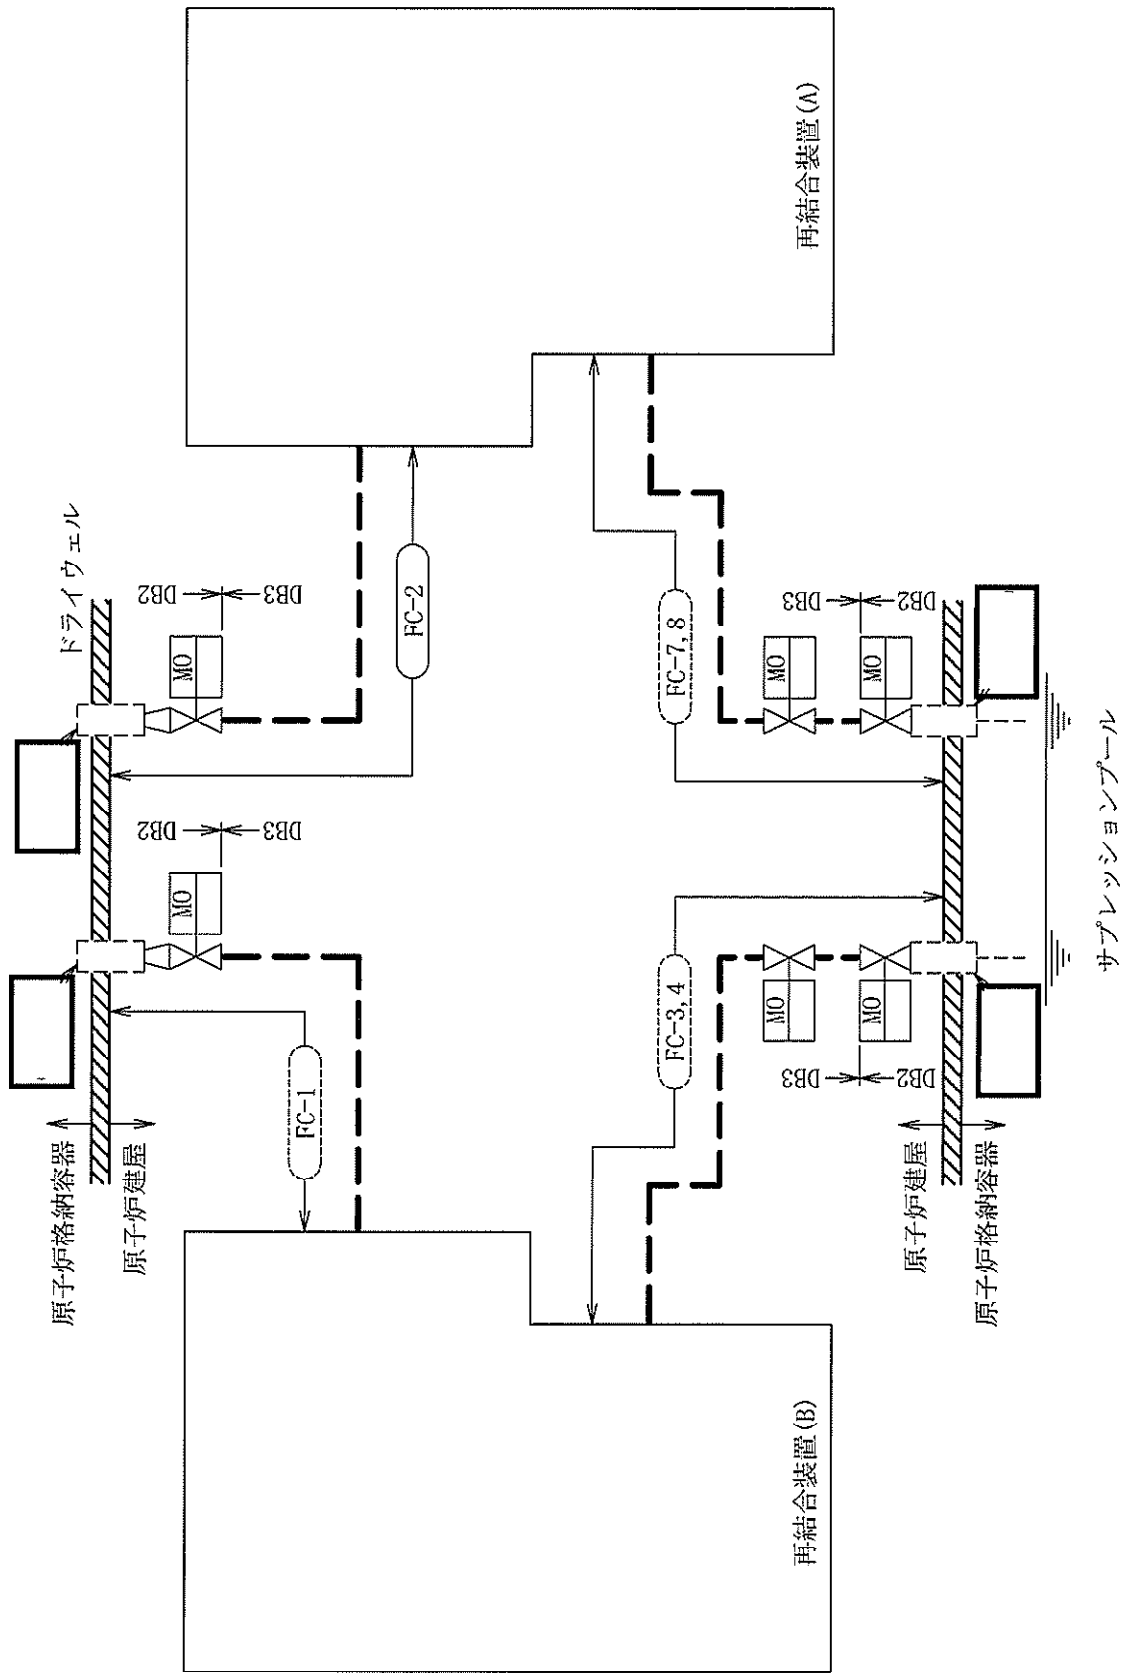 ドライウェル
原子炉格納容器
原子炉建屋
MO
DB2
DB3
MO
DB2
DB3
FC-1
FC-2
再結合装置(B)
再結合装置(A)
FC-3,4
FC-7,8
MO
MO
DB3
DB2
MO
MO
DB3
DB2
原子炉建屋
原子炉格納容器
サプレッションプール